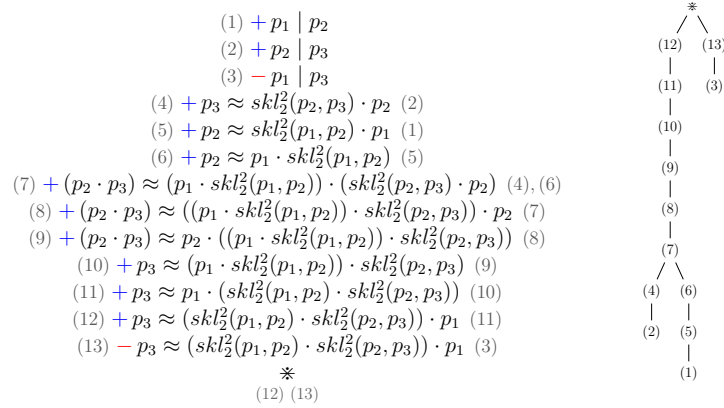 (1) + p₁ | p₂
(2) + p₂ | p₃
(3) − p₁ | p₃
(4) + p₃ ≈ skl₂²(p₂, p₃) · p₂ (2)
(5) + p₂ ≈ skl₂²(p₁, p₂) · p₁ (1)
(6) + p₂ ≈ p₁ · skl₂²(p₁, p₂) (5)
(7) + (p₂ · p₃) ≈ (p₁ · skl₂²(p₁, p₂)) · (skl₂²(p₂, p₃) · p₂) (4), (6)
(8) + (p₂ · p₃) ≈ ((p₁ · skl₂²(p₁, p₂)) · skl₂²(p₂, p₃)) · p₂ (7)
(9) + (p₂ · p₃) ≈ p₂ · ((p₁ · skl₂²(p₁, p₂)) · skl₂²(p₂, p₃)) (8)
(10) + p₃ ≈ (p₁ · skl₂²(p₁, p₂)) · skl₂²(p₂, p₃) (9)
(11) + p₃ ≈ p₁ · (skl₂²(p₁, p₂) · skl₂²(p₂, p₃)) (10)
(12) + p₃ ≈ (skl₂²(p₁, p₂) · skl₂²(p₂, p₃)) · p₁ (11)
(13) − p₃ ≈ (skl₂²(p₁, p₂) · skl₂²(p₂, p₃)) · p₁ (3)
⋇
(12) (13)
⋇
(12) (13)
(11) (3)
(10)
(9)
(8)
(7)
(4) (6)
(2) (5)
(1)